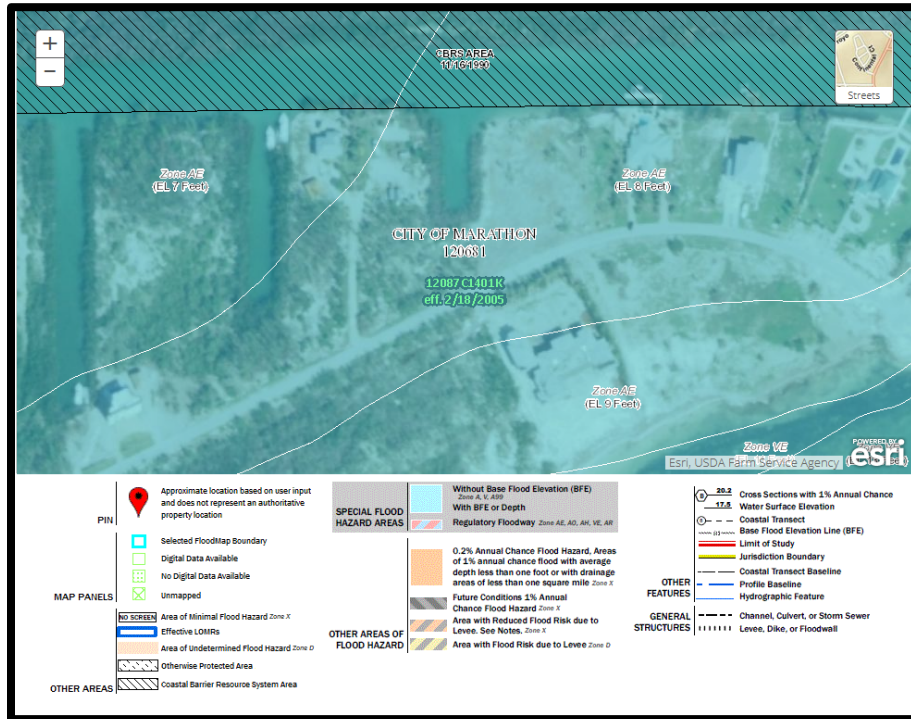 +
−
CBRS AREA
11/16/1990
Streets
Zone AE
(EL 7 Feet)
Zone AE
(EL 8 Feet)
CITY OF MARATHON
120681
12087C1401K
eff. 2/18/2005
Zone AE
(EL 9 Feet)
Zone VE
POWERED BY
esri
Esri, USDA Farm Service Agency
PIN
Approximate location based on user input
and does not represent an authoritative
property location
MAP PANELS
Selected FloodMap Boundary
Digital Data Available
No Digital Data Available
Unmapped
OTHER AREAS
NO SCREEN Area of Minimal Flood Hazard Zone X
Effective LOMRs
Area of Undetermined Flood Hazard Zone D
Otherwise Protected Area
Coastal Barrier Resource System Area
SPECIAL FLOOD
HAZARD AREAS
Without Base Flood Elevation (BFE)
Zone A, V, A99
With BFE or Depth
Regulatory Floodway Zone AE, AO, AH, VE, AR
OTHER AREAS OF
FLOOD HAZARD
0.2% Annual Chance Flood Hazard, Areas
of 1% annual chance flood with average
depth less than one foot or with drainage
areas of less than one square mile Zone X
Future Conditions 1% Annual
Chance Flood Hazard Zone X
Area with Reduced Flood Risk due to
Levee. See Notes. Zone X
Area with Flood Risk due to Levee Zone D
OTHER
FEATURES
B 20.2 Cross Sections with 1% Annual Chance
17.5 Water Surface Elevation
Coastal Transect
Base Flood Elevation Line (BFE)
Limit of Study
Jurisdiction Boundary
Coastal Transect Baseline
Profile Baseline
Hydrographic Feature
GENERAL
STRUCTURES
Channel, Culvert, or Storm Sewer
Levee, Dike, or Floodwall